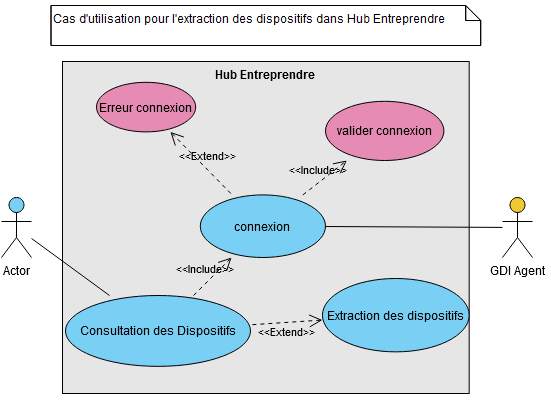 Cas d'utilisation pour l'extraction des dispositifs dans Hub Entreprendre
Hub Entreprendre
Erreur connexion
valider connexion
<<Extend>>
<<Include>>
connexion
Actor
GDI Agent
<<Include>>
Consultation des Dispositifs
<<Extend>>
Extraction des dispositifs